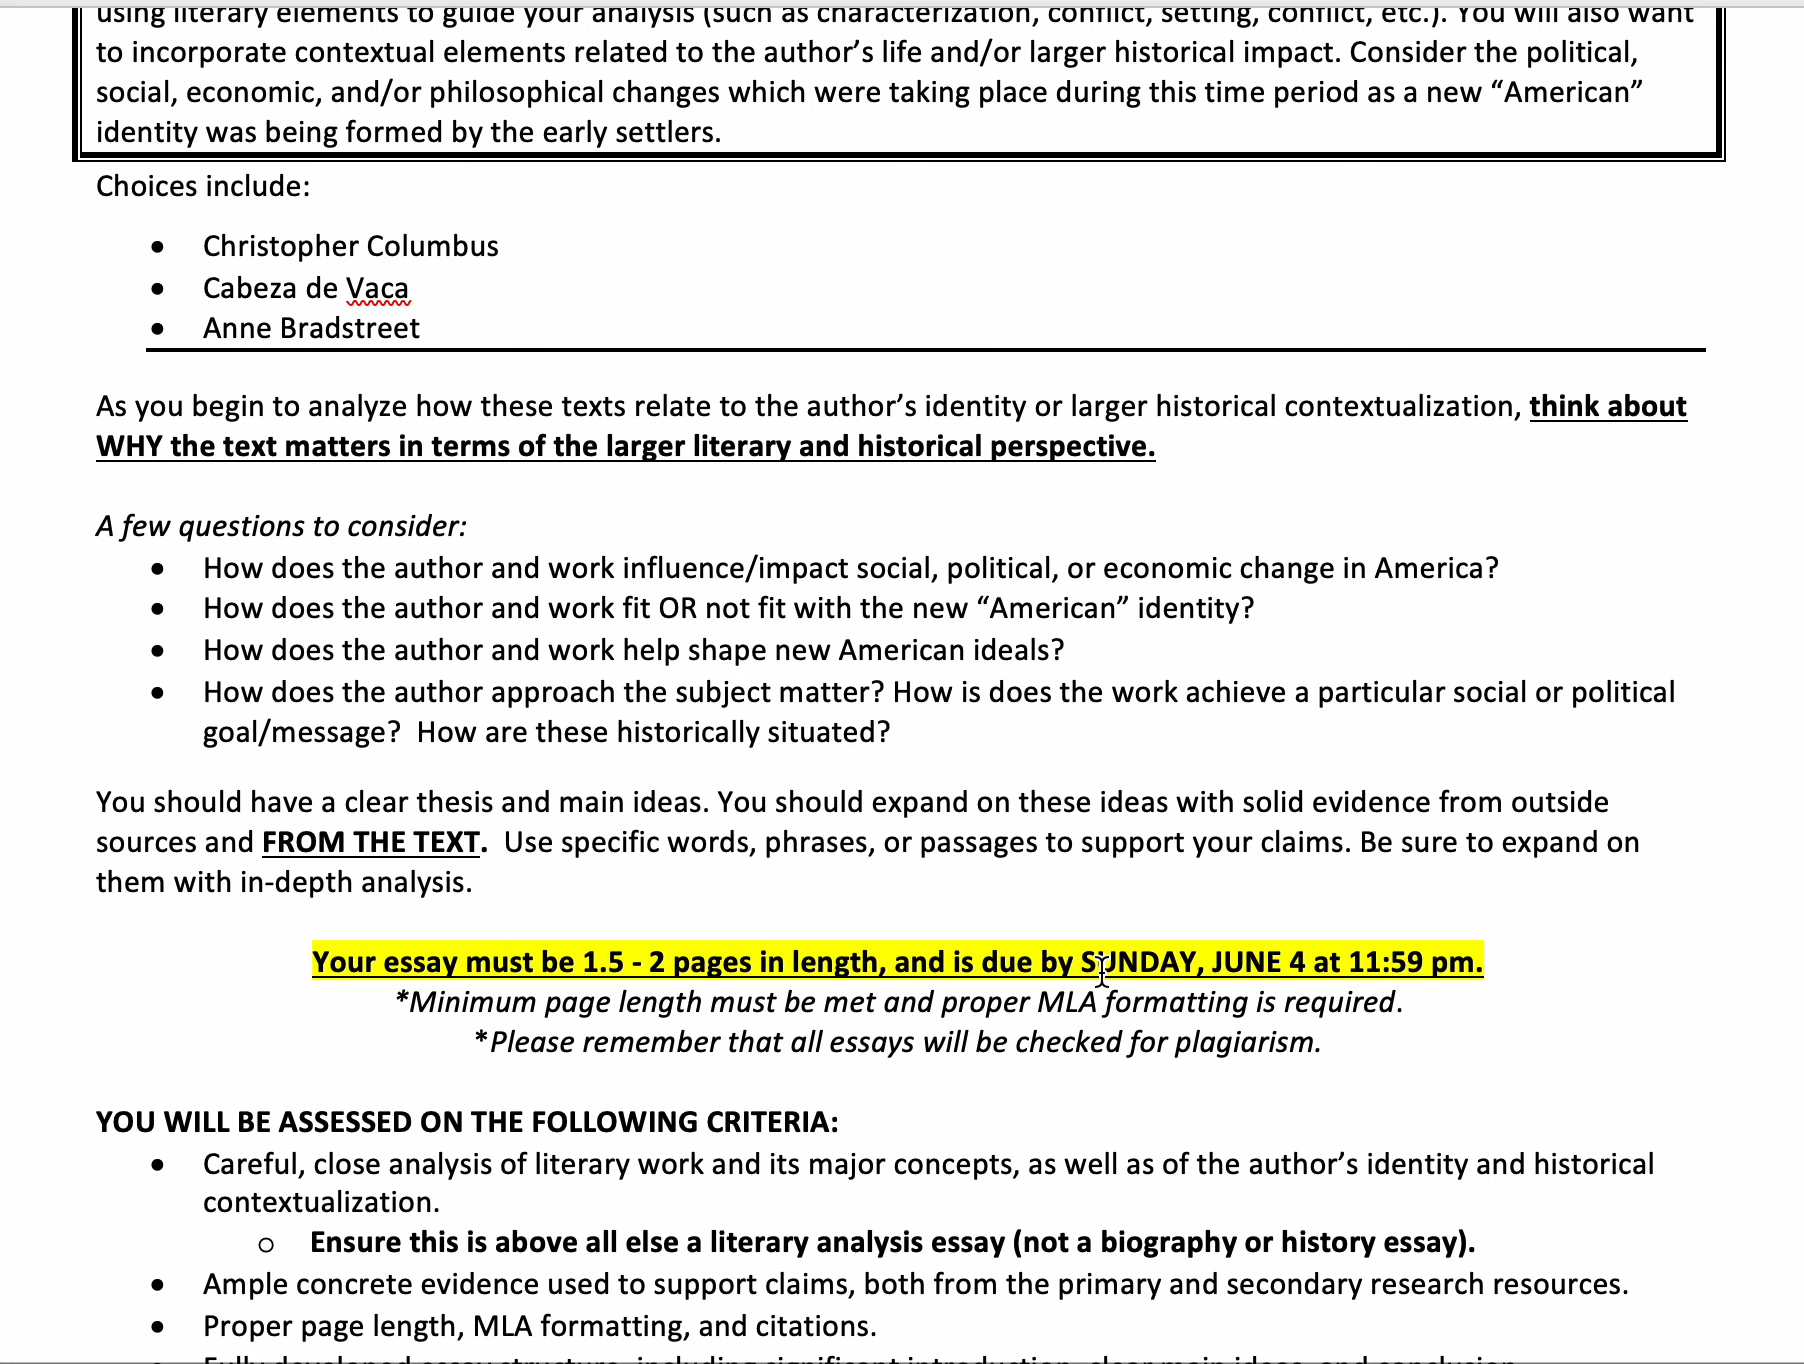 using literary elements to guide your analysis (such as characterization, conflict, setting, conflict, etc.). You will also want
to incorporate contextual elements related to the author’s life and/or larger historical impact. Consider the political,
social, economic, and/or philosophical changes which were taking place during this time period as a new “American”
identity was being formed by the early settlers.
Choices include:
• Christopher Columbus
• Cabeza de Vaca
• Anne Bradstreet
As you begin to analyze how these texts relate to the author’s identity or larger historical contextualization, think about
WHY the text matters in terms of the larger literary and historical perspective.
A few questions to consider:
• How does the author and work influence/impact social, political, or economic change in America?
• How does the author and work fit OR not fit with the new “American” identity?
• How does the author and work help shape new American ideals?
• How does the author approach the subject matter? How is does the work achieve a particular social or political
goal/message?  How are these historically situated?
You should have a clear thesis and main ideas. You should expand on these ideas with solid evidence from outside
sources and FROM THE TEXT.  Use specific words, phrases, or passages to support your claims. Be sure to expand on
them with in-depth analysis.
Your essay must be 1.5 - 2 pages in length, and is due by SUNDAY, JUNE 4 at 11:59 pm.
*Minimum page length must be met and proper MLA formatting is required.
*Please remember that all essays will be checked for plagiarism.
YOU WILL BE ASSESSED ON THE FOLLOWING CRITERIA:
• Careful, close analysis of literary work and its major concepts, as well as of the author’s identity and historical
contextualization.
o Ensure this is above all else a literary analysis essay (not a biography or history essay).
• Ample concrete evidence used to support claims, both from the primary and secondary research resources.
• Proper page length, MLA formatting, and citations.
• Fully developed essay structure, including significant introduction, clear main ideas, and conclusion.